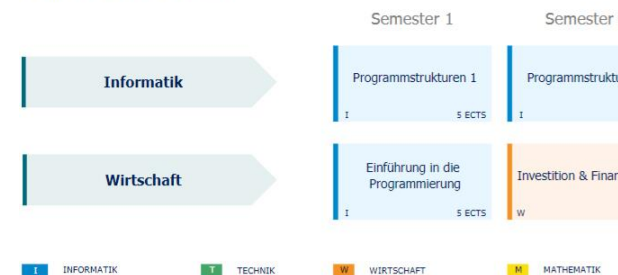 Semester 1
Semester
Informatik
Programmstrukturen 1
I
5 ECTS
Programmstruktu
I
Wirtschaft
Einführung in die
Programmierung
I
5 ECTS
Investition & Finan
W
I INFORMATIK
T TECHNIK
W WIRTSCHAFT
M MATHEMATIK